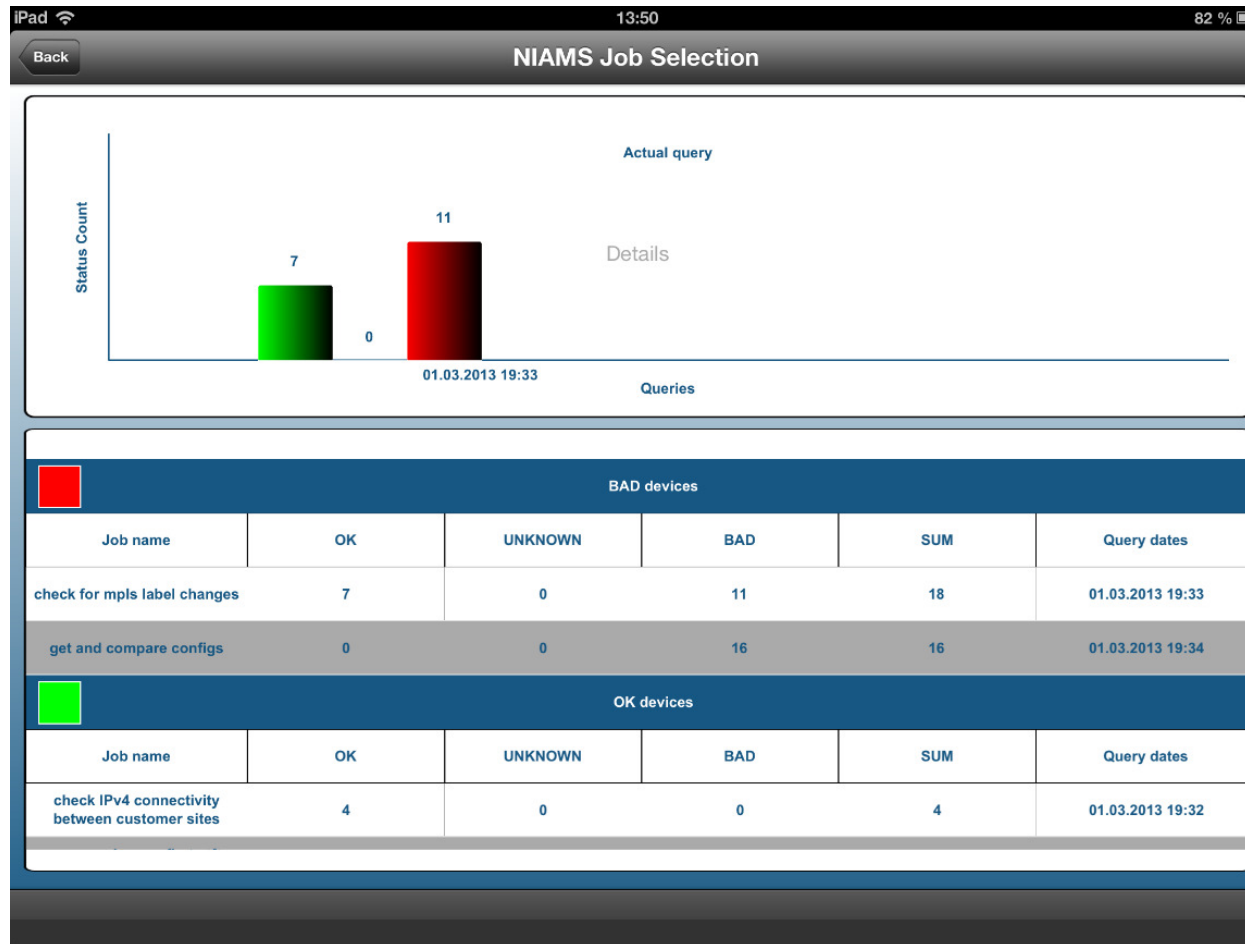 iPad 13:50 82 %
Back NIAMS Job Selection
Actual query
Status Count
11
Details
7
0
01.03.2013 19:33
Queries
BAD devices
Job name OK UNKNOWN BAD SUM Query dates
check for mpls label changes 7 0 11 18 01.03.2013 19:33
get and compare configs 0 0 16 16 01.03.2013 19:34
OK devices
Job name OK UNKNOWN BAD SUM Query dates
check IPv4 connectivity
between customer sites 4 0 0 4 01.03.2013 19:32